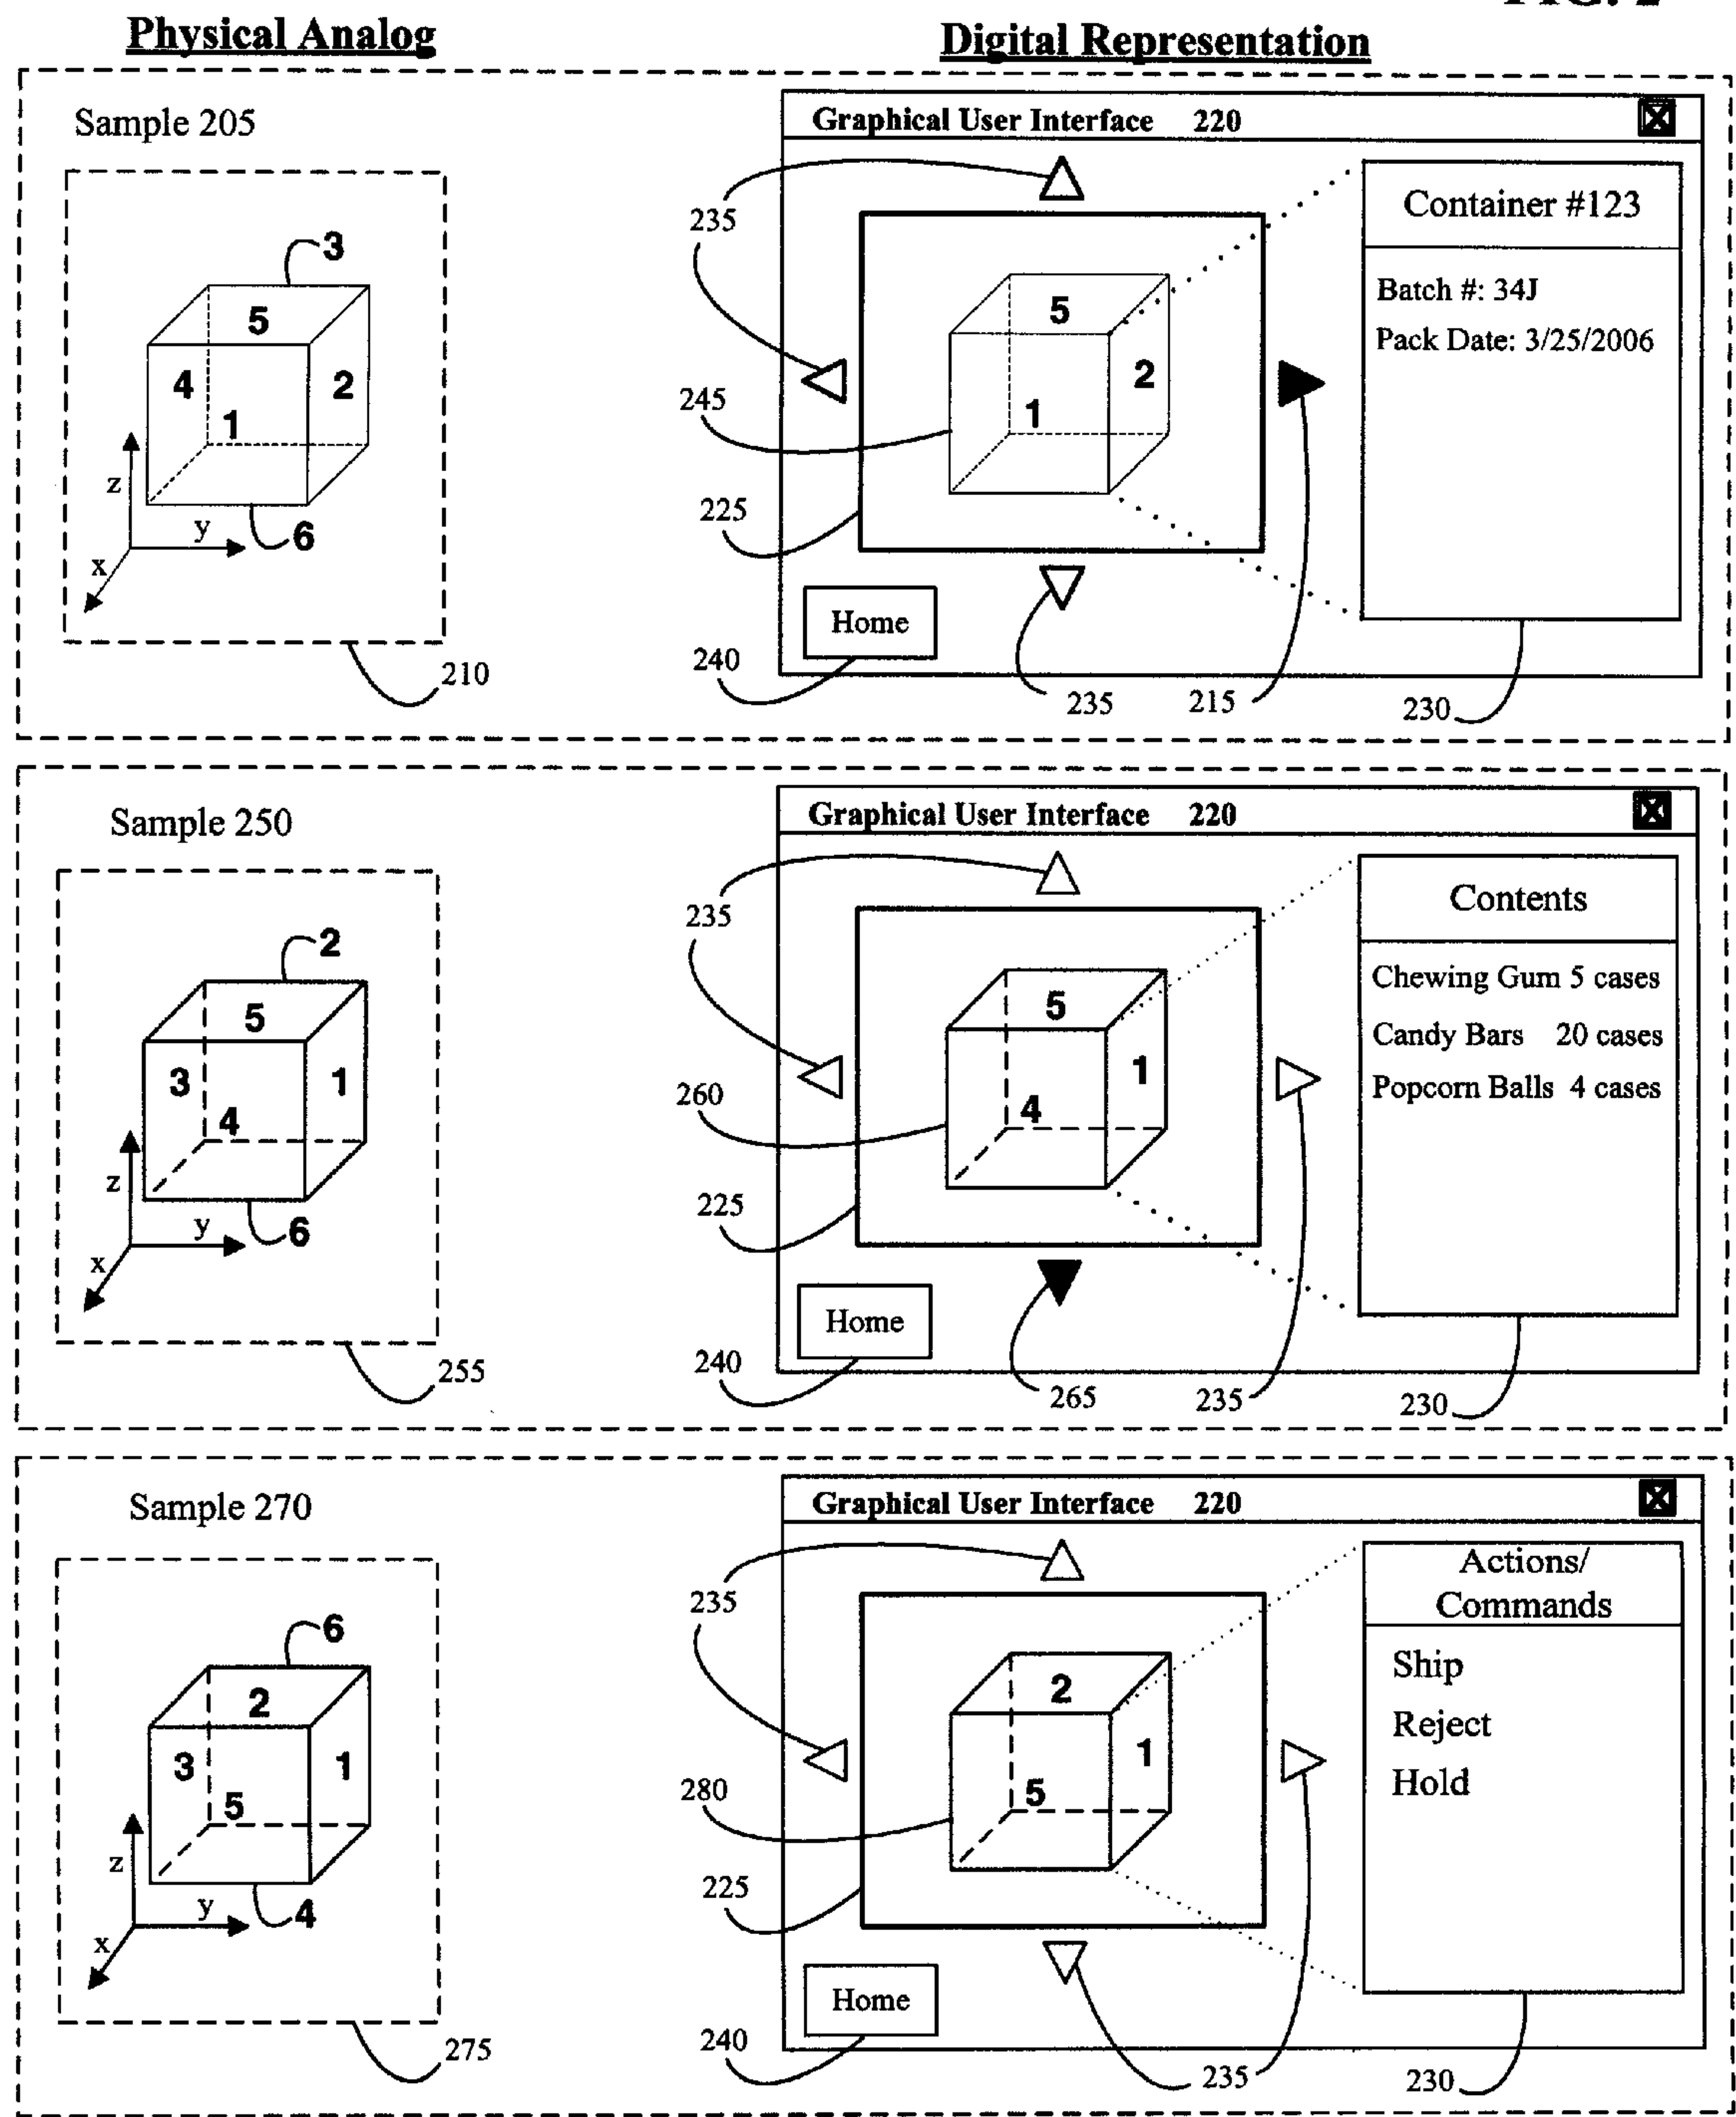 Physical Analog
Digital Representation
Sample 205
3
5
4
2
1
z
y
x
6
210
Graphical User Interface 220
235
5
2
1
245
225
Home
240
235
215
230
Container #123
Batch #: 34J
Pack Date: 3/25/2006
Sample 250
2
5
3
1
4
z
y
x
6
255
Graphical User Interface 220
235
5
1
4
260
225
Home
240
265
235
230
Contents
Chewing Gum 5 cases
Candy Bars 20 cases
Popcorn Balls 4 cases
Sample 270
6
2
3
1
5
z
y
x
4
275
Graphical User Interface 220
235
2
1
5
280
225
Home
240
235
230
Actions/
Commands
Ship
Reject
Hold